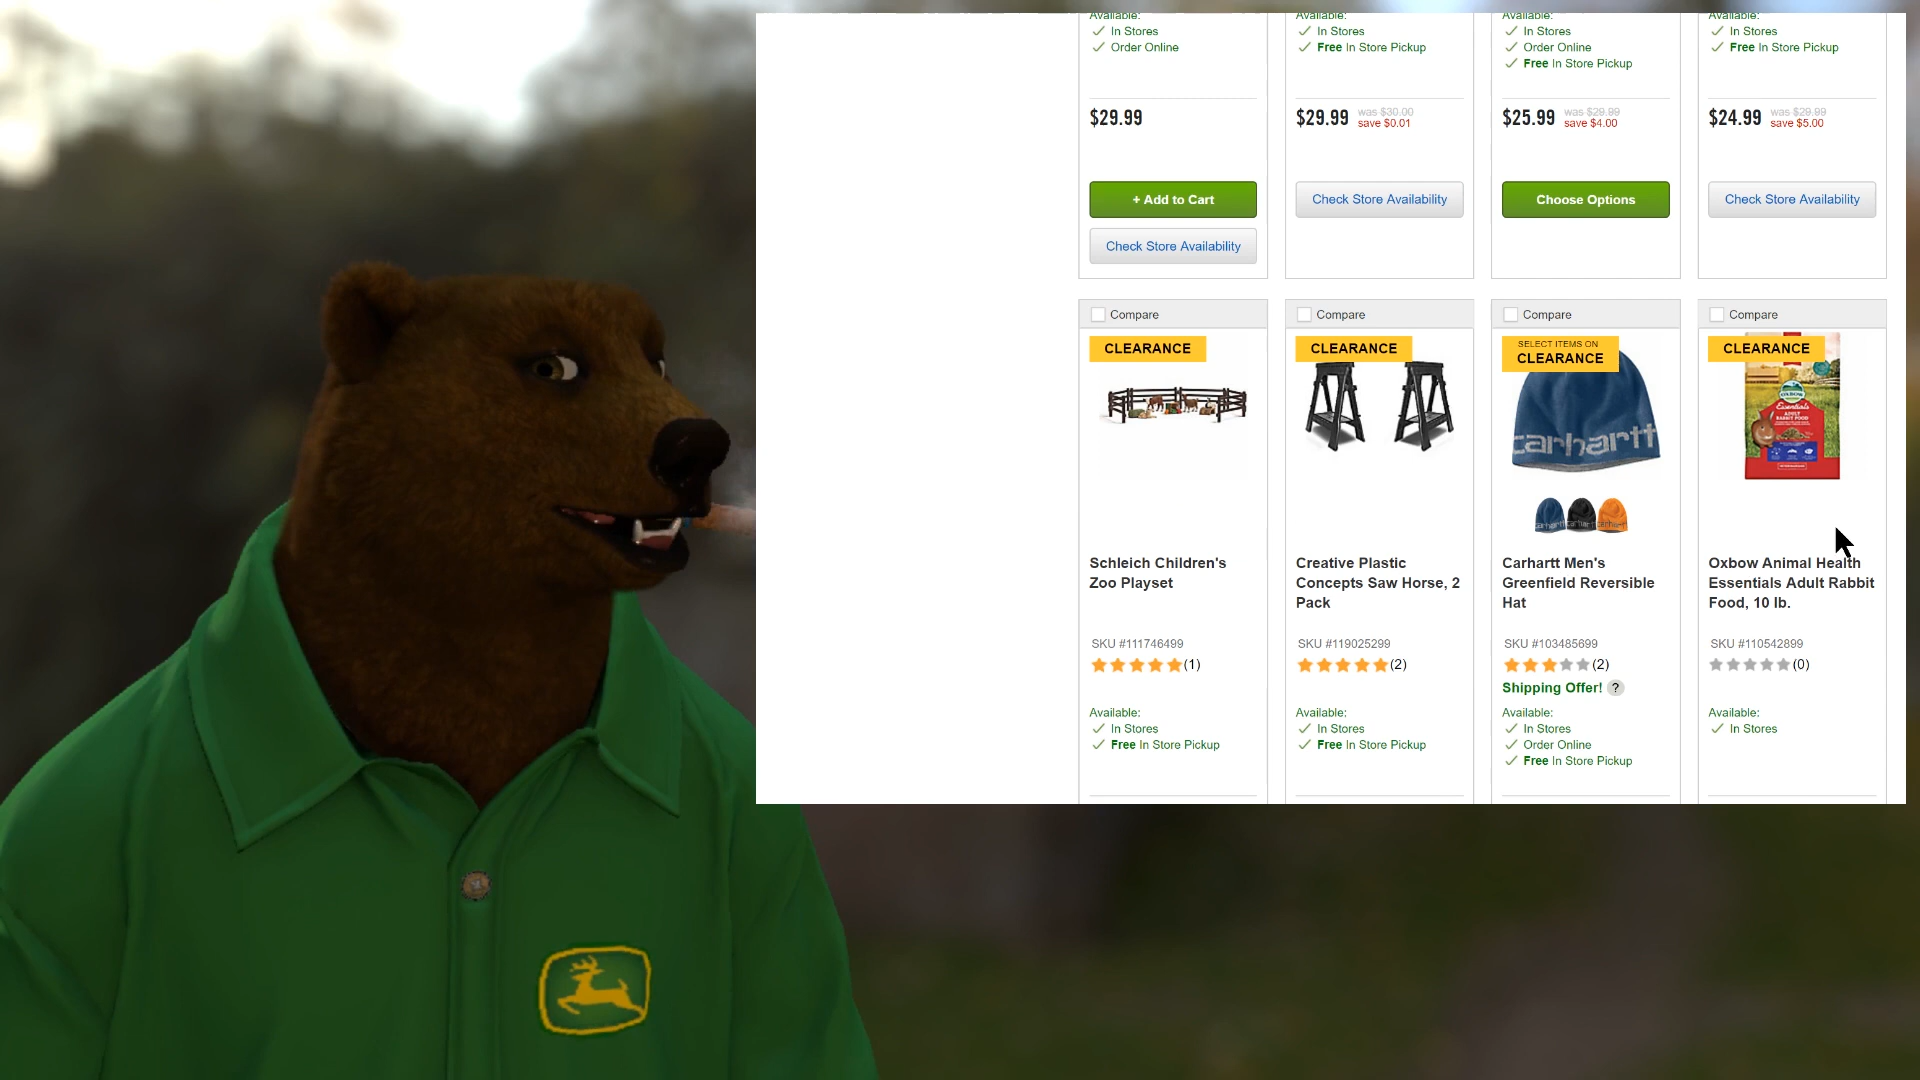 Available:
In Stores
Order Online
$29.99
+ Add to Cart
Check Store Availability
Available:
In Stores
Free In Store Pickup
$29.99
was $30.00
save $0.01
Check Store Availability
Available:
In Stores
Order Online
Free In Store Pickup
$25.99
was $29.99
save $4.00
Choose Options
Available:
In Stores
Free In Store Pickup
$24.99
was $29.99
save $5.00
Check Store Availability
Compare
CLEARANCE
Schleich Children's
Zoo Playset
SKU #111746499
(1)
Available:
In Stores
Free In Store Pickup
Compare
CLEARANCE
Creative Plastic
Concepts Saw Horse, 2
Pack
SKU #119025299
(2)
Available:
In Stores
Free In Store Pickup
Compare
SELECT ITEMS ON
CLEARANCE
carhartt
Carhartt Men's
Greenfield Reversible
Hat
SKU #103485699
(2)
Shipping Offer! ?
Available:
In Stores
Order Online
Free In Store Pickup
Compare
CLEARANCE
OXBOW
Essentials
ADULT
RABBIT FOOD
Oxbow Animal Health
Essentials Adult Rabbit
Food, 10 lb.
SKU #110542899
(0)
Available:
In Stores